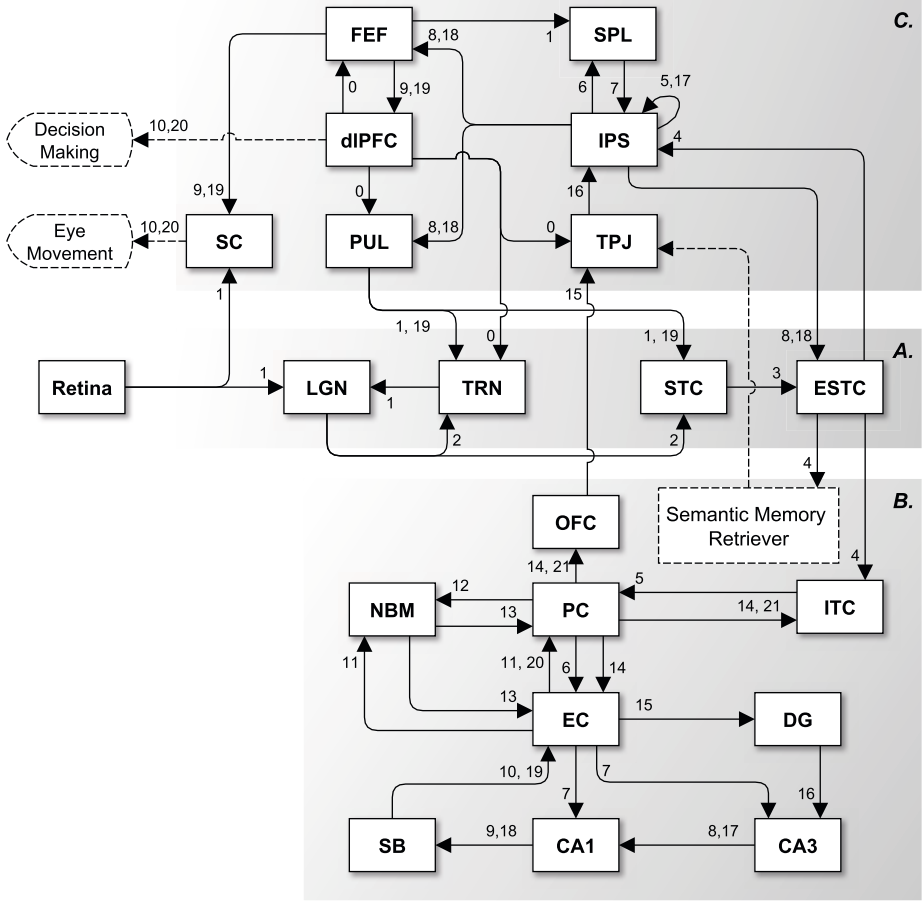 C.
FEF
1
SPL
8,18
0
9,19
6
7
5,17
10,20
Decision
Making
dlPFC
IPS
4
9,19
0
16
10,20
Eye
Movement
SC
PUL
8,18
0
TPJ
1
15
1, 19
0
1, 19
8,18
A.
Retina
1
LGN
1
TRN
STC
3
ESTC
2
2
4
B.
OFC
Semantic Memory
Retriever
14, 21
4
12
5
NBM
13
PC
14, 21
ITC
11
11, 20
6
14
13
EC
15
DG
10, 19
7
7
16
SB
9,18
CA1
8,17
CA3